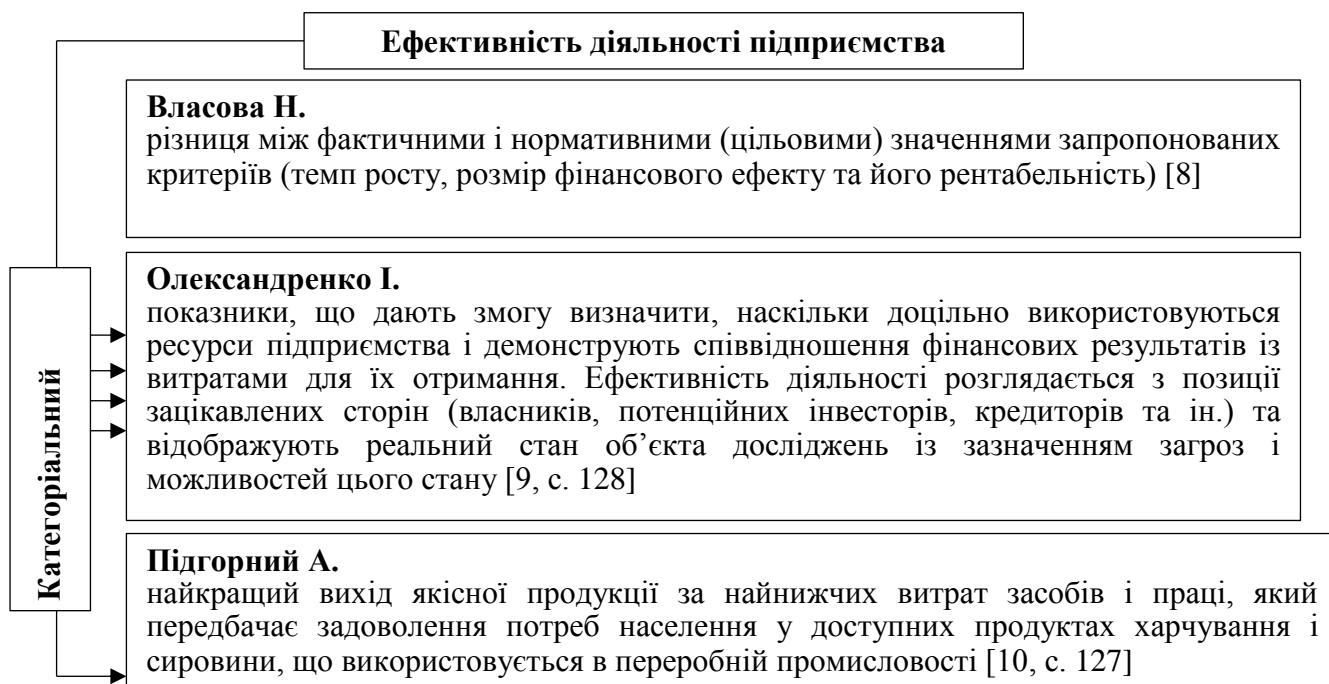 Ефективність діяльності підприємства
Власова Н.
різниця між фактичними і нормативними (цільовими) значеннями запропонованих
критеріїв (темп росту, розмір фінансового ефекту та його рентабельність) [8]
Категоріальний
Олександренко І.
показники, що дають змогу визначити, наскільки доцільно використовуються
ресурси підприємства і демонструють співвідношення фінансових результатів із
витратами для їх отримання. Ефективність діяльності розглядається з позиції
зацікавлених сторін (власників, потенційних інвесторів, кредиторів та ін.) та
відображують реальний стан об’єкта досліджень із зазначенням загроз і
можливостей цього стану [9, с. 128]
Підгорний А.
найкращий вихід якісної продукції за найнижчих витрат засобів і праці, який
передбачає задоволення потреб населення у доступних продуктах харчування і
сировини, що використовується в переробній промисловості [10, с. 127]